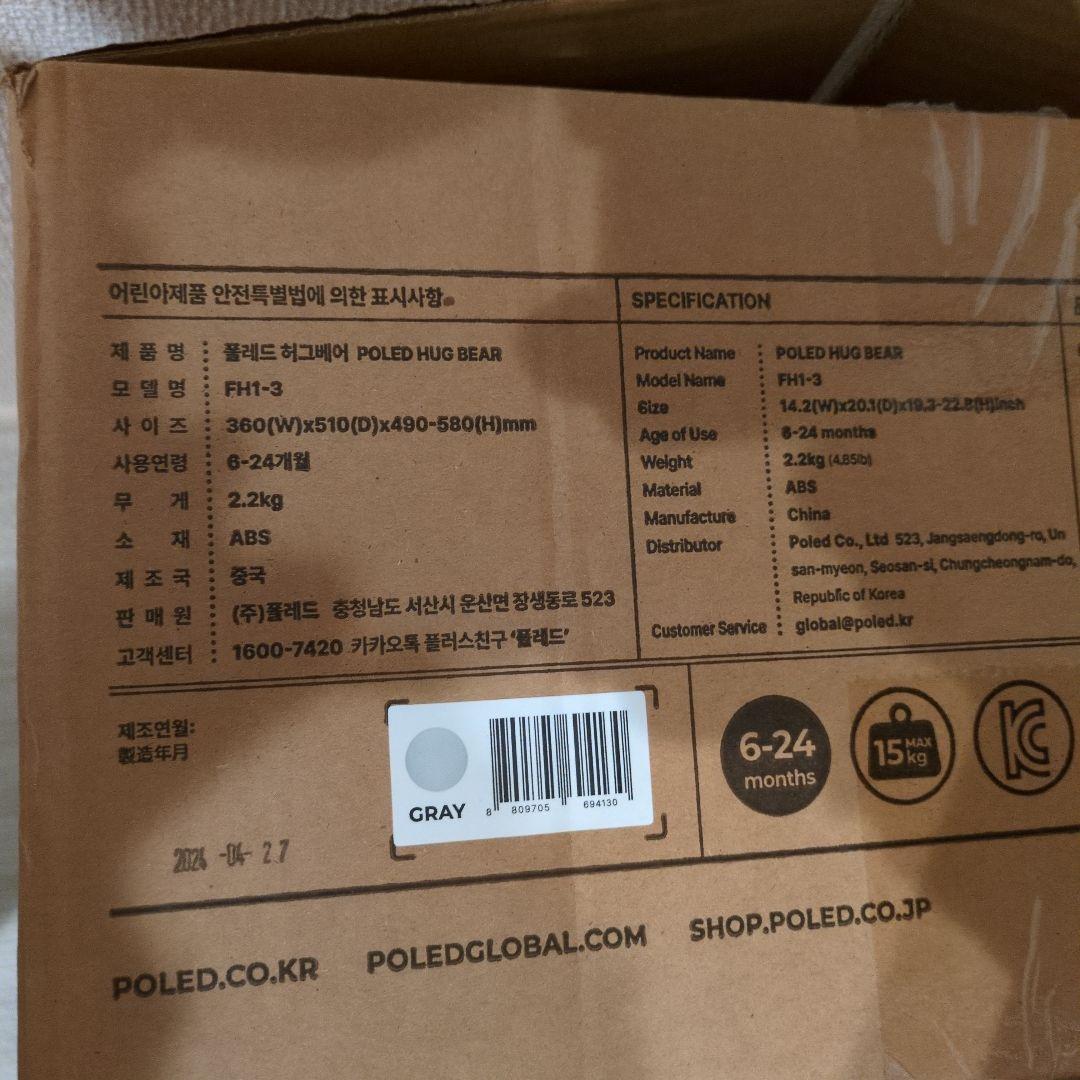 어린아제품 안전특별법에 의한 표시사항
제 품 명 : 폴레드 허그베어 POLED HUG BEAR
모 델 명 : FH1-3
사 이 즈 : 360(W)x510(D)x490-580(H)mm
사용연령 : 6-24개월
무 게 : 2.2kg
소 재 : ABS
제 조 국 : 중국
판 매 원 : (주)폴레드 충청남도 서산시 운산면 장생동로 523
고객센터 : 1600-7420 카카오톡 플러스친구 ‘폴레드’
SPECIFICATION
Product Name : POLED HUG BEAR
Model Name : FH1-3
Size : 14.2(W)x20.1(D)x19.3-22.8(H)inch
Age of Use : 6-24 months
Weight : 2.2kg (4.85lb)
Material : ABS
Manufacture : China
Distributor : Poled Co., Ltd 523, Jangsaengdong-ro, Un
san-myeon, Seosan-si, Chungcheongnam-do,
Republic of Korea
Customer Service : global@poled.kr
제조연월:
製造年月
2024 -04- 27
GRAY
8 809705 694130
6-24
months
15 MAX kg
KC
POLED.CO.KR POLEDGLOBAL.COM SHOP.POLED.CO.JP